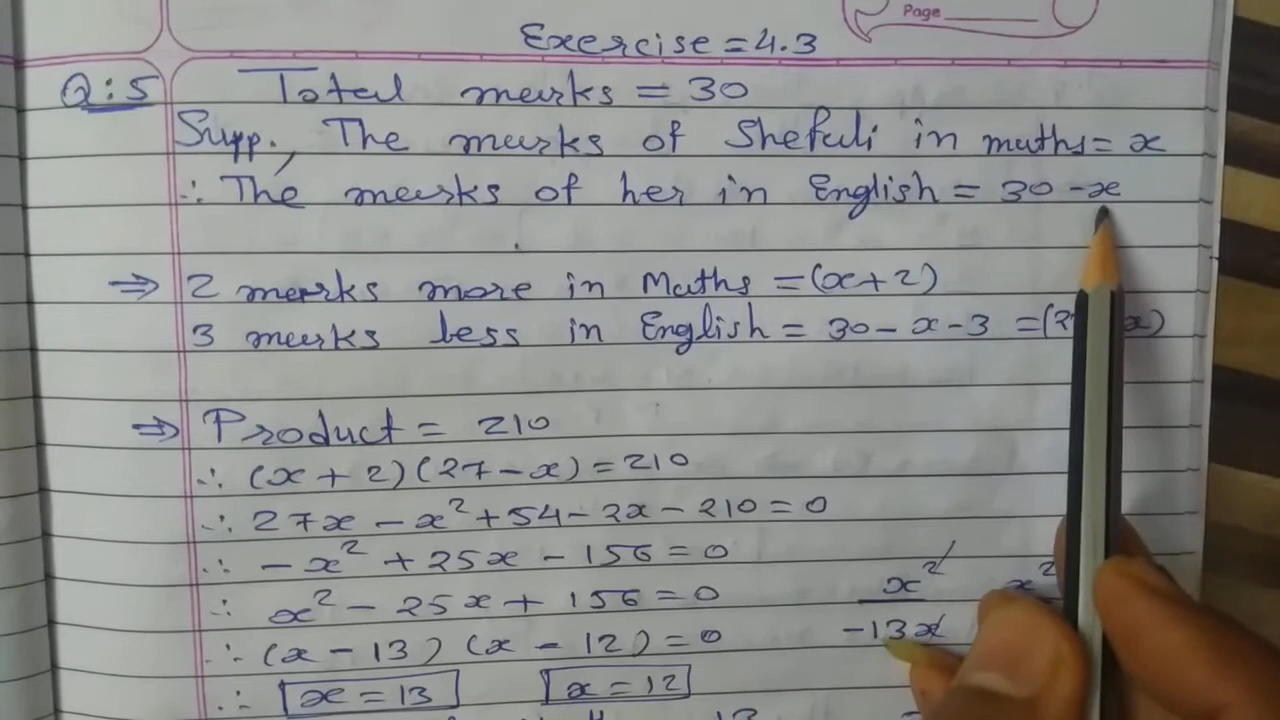 Page
Exercise = 4.3
Q:5 Total marks = 30
Supp., The marks of Shefali in maths = x
∴ The marks of her in English = 30 - x
⇒ 2 marks more in Maths = (x + 2)
3 marks less in English = 30 - x - 3 = (2 x)
⇒ Product = 210
∴ (x + 2) (27 - x) = 210
∴ 27x - x² + 54 - 2x - 210 = 0
∴ - x² + 25x - 156 = 0
∴ x² - 25x + 156 = 0
∴ (x - 13) (x - 12) = 0
∴ x = 13 x = 12
x² x²
-13x